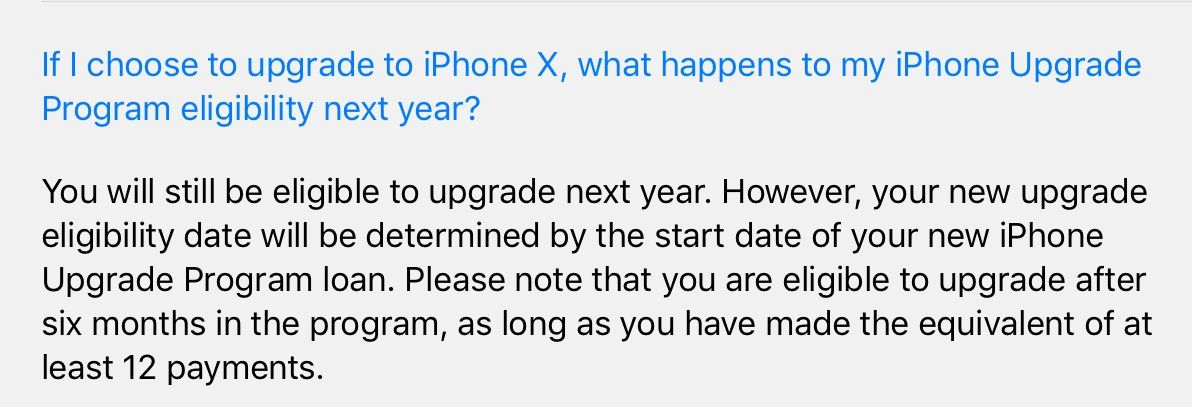 If I choose to upgrade to iPhone X, what happens to my iPhone Upgrade
Program eligibility next year?
You will still be eligible to upgrade next year. However, your new upgrade
eligibility date will be determined by the start date of your new iPhone
Upgrade Program loan. Please note that you are eligible to upgrade after
six months in the program, as long as you have made the equivalent of at
least 12 payments.